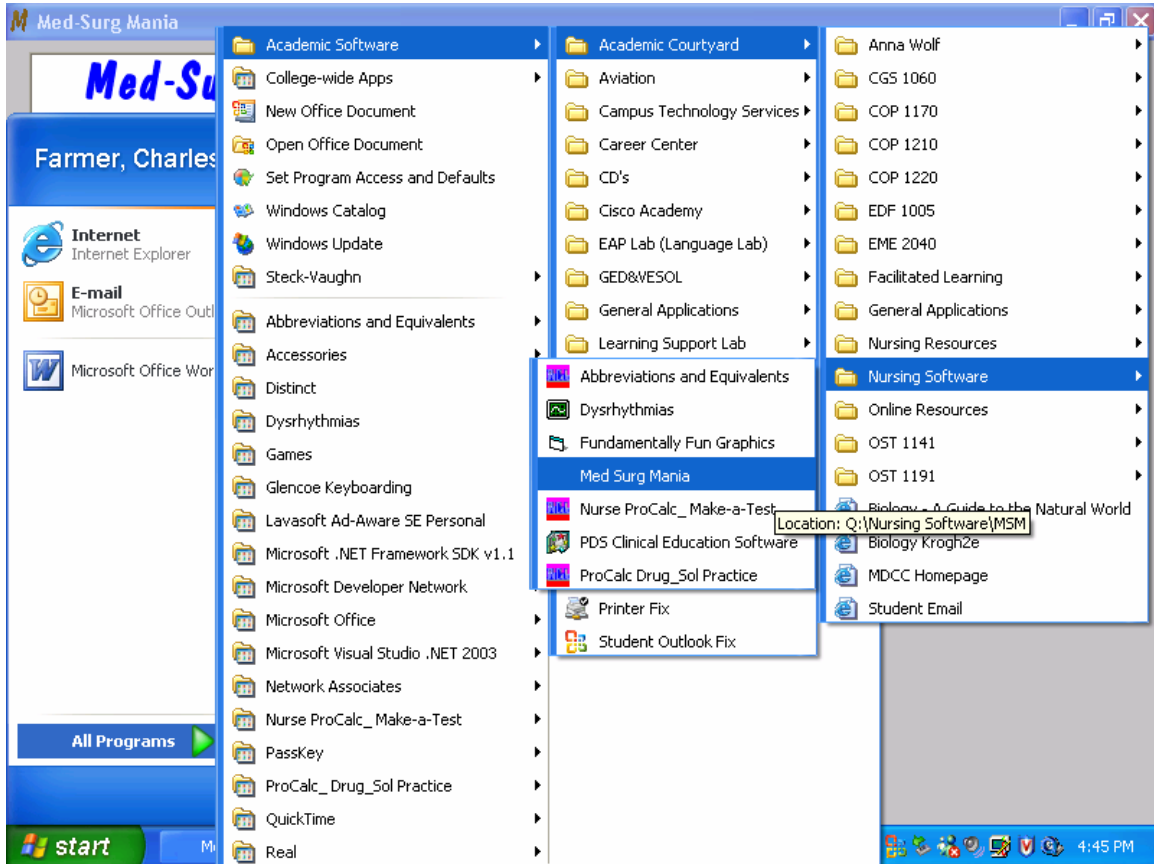 Med-Surg Mania
Med-Su
Farmer, Charles
Internet
Internet Explorer
E-mail
Microsoft Office Outl
Microsoft Office Wor
All Programs
start
Academic Software
College-wide Apps
New Office Document
Open Office Document
Set Program Access and Defaults
Windows Catalog
Windows Update
Steck-Vaughn
Abbreviations and Equivalents
Accessories
Distinct
Dysrhythmias
Games
Glencoe Keyboarding
Lavasoft Ad-Aware SE Personal
Microsoft .NET Framework SDK v1.1
Microsoft Developer Network
Microsoft Office
Microsoft Visual Studio .NET 2003
Network Associates
Nurse ProCalc_ Make-a-Test
PassKey
ProCalc_ Drug_Sol Practice
QuickTime
Real
Academic Courtyard
Aviation
Campus Technology Services
Career Center
CD's
Cisco Academy
EAP Lab (Language Lab)
GED&VESOL
General Applications
Learning Support Lab
Abbreviations and Equivalents
Dysrhythmias
Fundamentally Fun Graphics
Med Surg Mania
Nurse ProCalc_ Make-a-Test
PDS Clinical Education Software
ProCalc Drug_Sol Practice
Printer Fix
Student Outlook Fix
Anna Wolf
CGS 1060
COP 1170
COP 1210
COP 1220
EDF 1005
EME 2040
Facilitated Learning
General Applications
Nursing Resources
Nursing Software
Online Resources
OST 1141
OST 1191
Biology - A Guide to the Natural World
Location: Q:\Nursing Software\MSM
Biology Krogh2e
MDCC Homepage
Student Email
4:45 PM